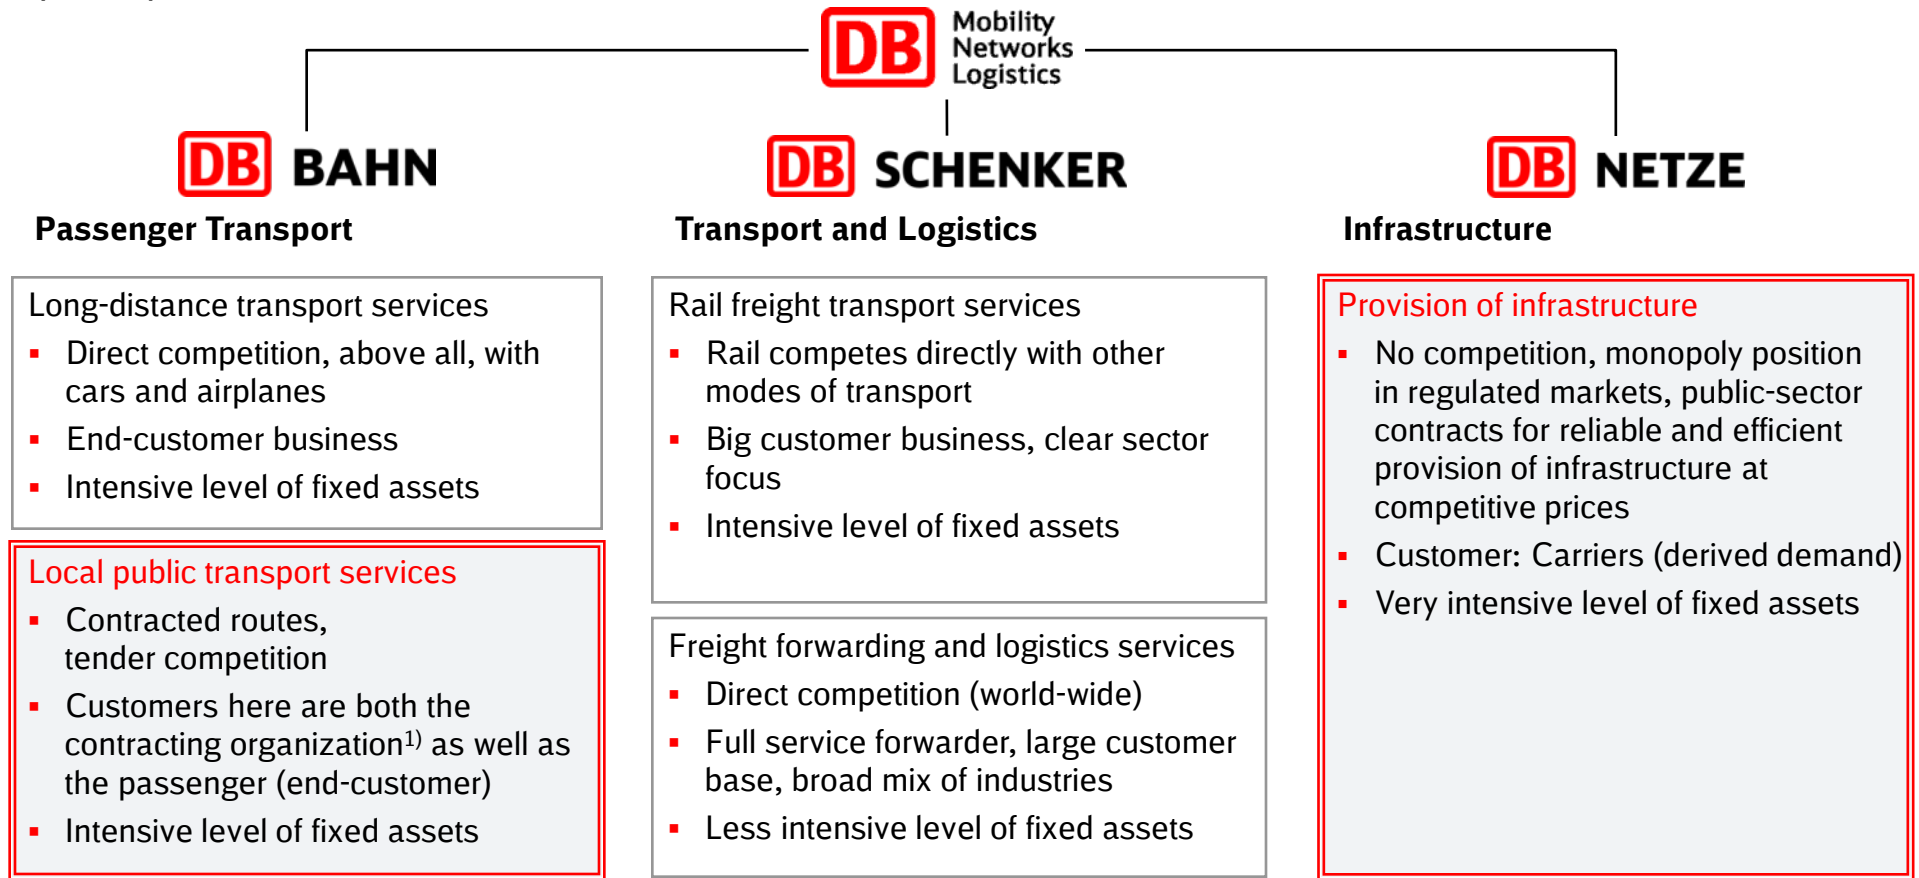 DB Mobility
Networks
Logistics
DB BAHN
DB SCHENKER
DB NETZE
Passenger Transport
Transport and Logistics
Infrastructure
Long-distance transport services
▪ Direct competition, above all, with
cars and airplanes
▪ End-customer business
▪ Intensive level of fixed assets
Local public transport services
▪ Contracted routes,
tender competition
▪ Customers here are both the
contracting organization1) as well as
the passenger (end-customer)
▪ Intensive level of fixed assets
Rail freight transport services
▪ Rail competes directly with other
modes of transport
▪ Big customer business, clear sector
focus
▪ Intensive level of fixed assets
Freight forwarding and logistics services
▪ Direct competition (world-wide)
▪ Full service forwarder, large customer
base, broad mix of industries
▪ Less intensive level of fixed assets
Provision of infrastructure
▪ No competition, monopoly position
in regulated markets, public-sector
contracts for reliable and efficient
provision of infrastructure at
competitive prices
▪ Customer: Carriers (derived demand)
▪ Very intensive level of fixed assets